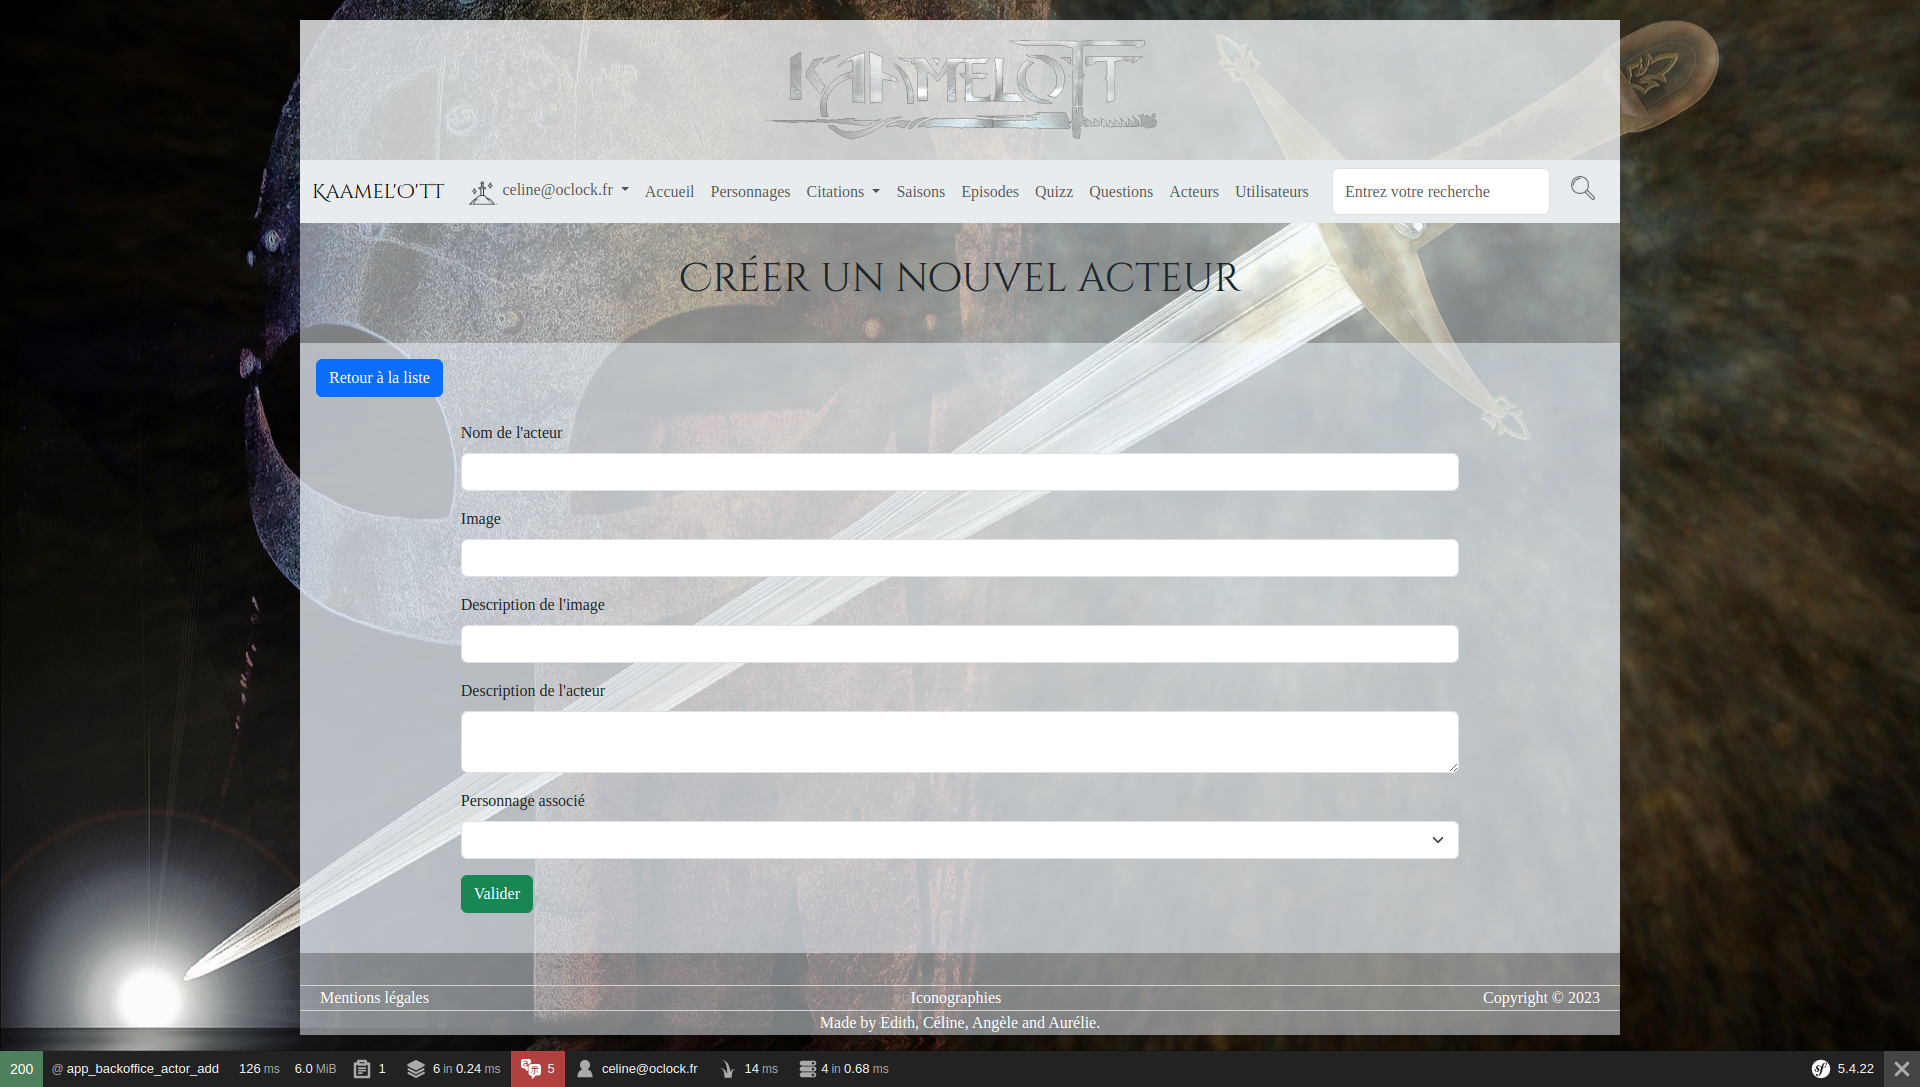 KAAMELOTT
KAAMEL'O'TT celine@oclock.fr Accueil Personnages Citations Saisons Episodes Quizz Questions Acteurs Utilisateurs Entrez votre recherche
CRÉER UN NOUVEL ACTEUR
Retour à la liste
Nom de l'acteur
Image
Description de l'image
Description de l'acteur
Personnage associé
Valider
Mentions légales Iconographies Copyright © 2023
Made by Edith, Céline, Angèle and Aurélie.
200 @ app_backoffice_actor_add 126 ms 6.0 MiB 1 6 in 0.24 ms 5 celine@oclock.fr 14 ms 4 in 0.68 ms 5.4.22